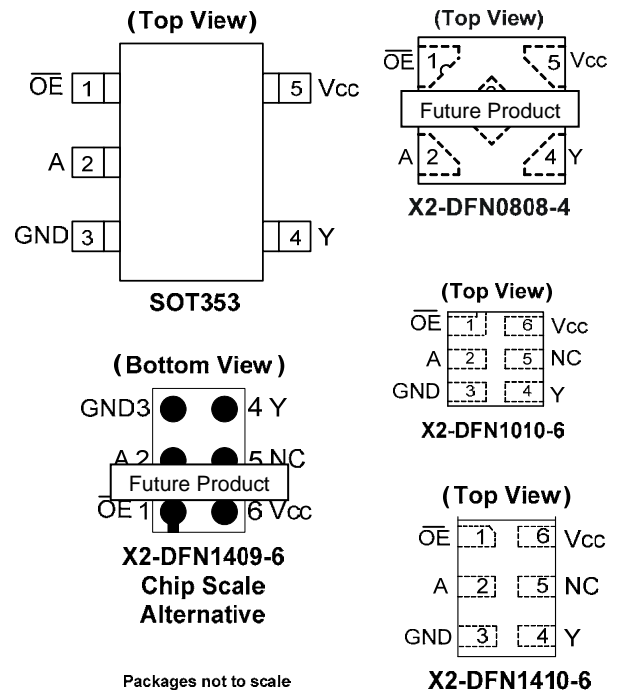 (Top View)
OE 1
5 Vcc
A 2
GND 3
4 Y
SOT353
(Top View)
OE 1
5 Vcc
Future Product
A 2
4 Y
X2-DFN0808-4
(Bottom View)
GND3
4 Y
A 2
5 NC
Future Product
OE 1
6 Vcc
X2-DFN1409-6
Chip Scale
Alternative
(Top View)
OE 1
6 Vcc
A 2
5 NC
GND 3
4 Y
X2-DFN1010-6
(Top View)
OE 1
6 Vcc
A 2
5 NC
GND 3
4 Y
X2-DFN1410-6
Packages not to scale